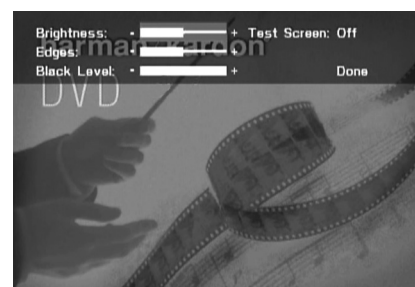 Brightness: - + Test Screen: Off
harman/kardon
Edges: - +
Black Level: - + Done
DVD